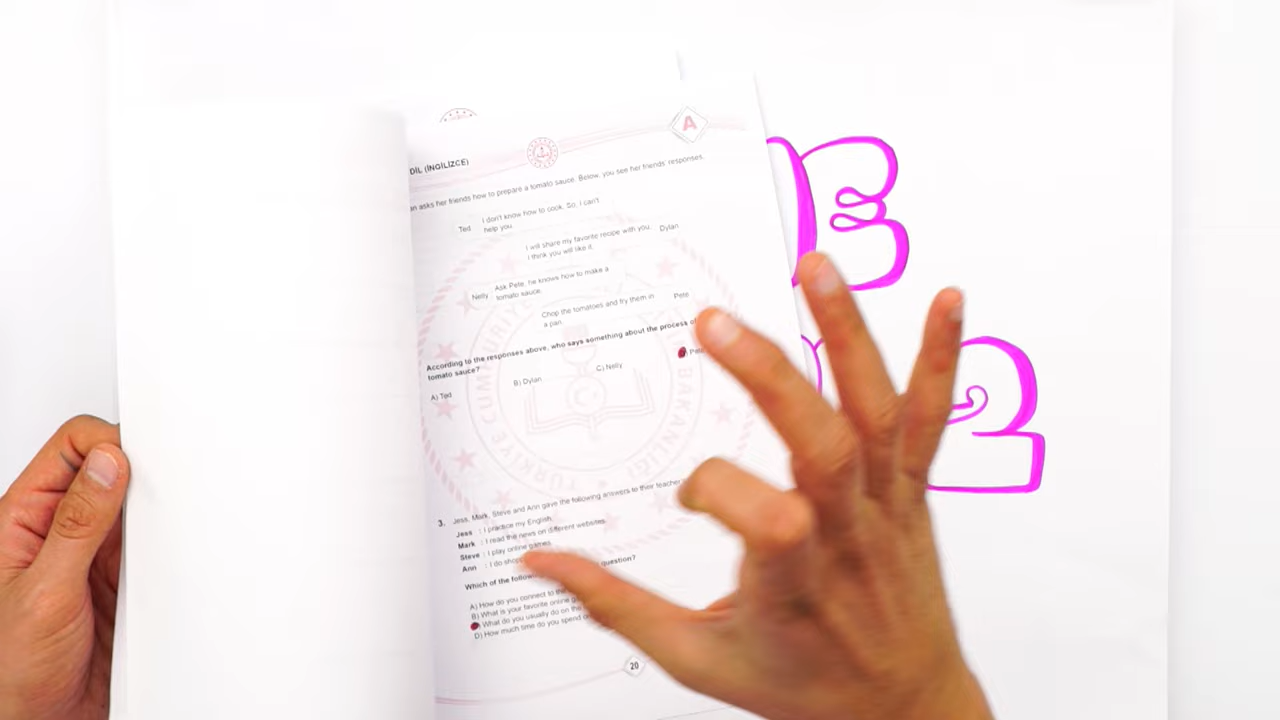 DİL (İNGİLİZCE)
A
asks her friends how to prepare a tomato sauce. Below, you see her friends' responses.
Ted
I don't know how to cook. So, I can't
help you.
I will share my favorite recipe with you.
I think you will like it.
Dylan
Nelly
Ask Pete, he knows how to make a
tomato sauce.
Chop the tomatoes and fry them in
a pan.
Pete
According to the responses above, who says something about the process of
tomato sauce?
A) Ted
B) Dylan
C) Nelly
Pete
TÜRKİYE CUMHURİYE
BAKANLIĞI
3. Jess, Mark, Steve and Ann gave the following answers to their teacher
Jess : I practice my English.
Mark : I read the news on different websites.
Steve : I play online games.
Ann : I do
Which of the question?
A) How do you connect to
B) What is your favorite online
What do you usually do on the
D) How much time do you spend
20